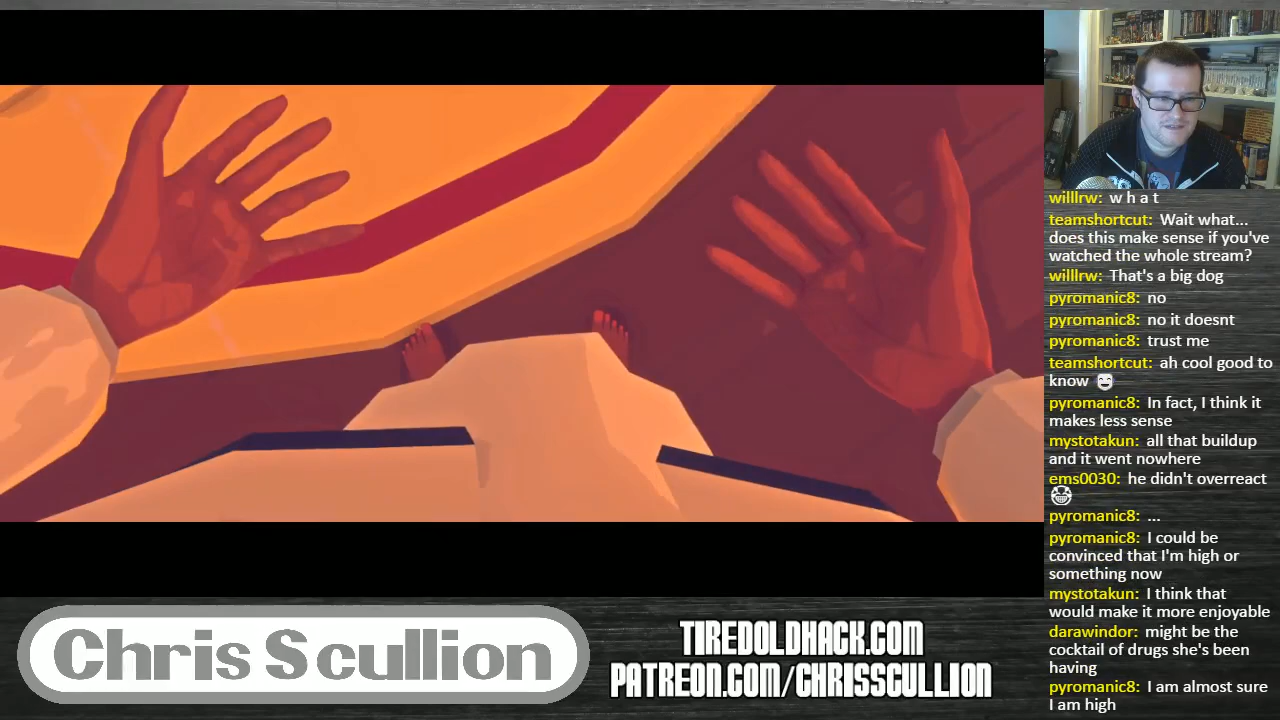 willlrw: w h a t
teamshortcut: Wait what...
does this make sense if you've
watched the whole stream?
willlrw: That's a big dog
pyromanic8: no
pyromanic8: no it doesnt
pyromanic8: trust me
teamshortcut: ah cool good to
know
pyromanic8: In fact, I think it
makes less sense
mystotakun: all that buildup
and it went nowhere
ems0030: he didn't overreact
pyromanic8: ...
pyromanic8: I could be
convinced that I'm high or
something now
mystotakun: I think that
would make it more enjoyable
darawindor: might be the
cocktail of drugs she's been
having
pyromanic8: I am almost sure
I am high
Chris Scullion
TIREDOLDHACK.COM
PATREON.COM/CHRISSCULLION